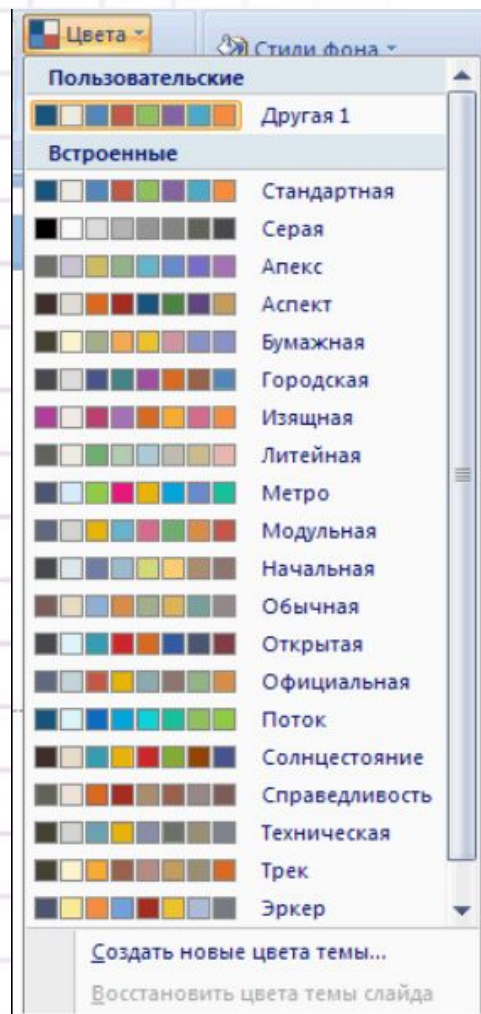 Цвета
Стили фона
Пользовательские
Другая 1
Встроенные
Стандартная
Серая
Апекс
Аспект
Бумажная
Городская
Изящная
Литейная
Метро
Модульная
Начальная
Обычная
Открытая
Официальная
Поток
Солнцестояние
Справедливость
Техническая
Трек
Эркер
Создать новые цвета темы...
Восстановить цвета темы слайда